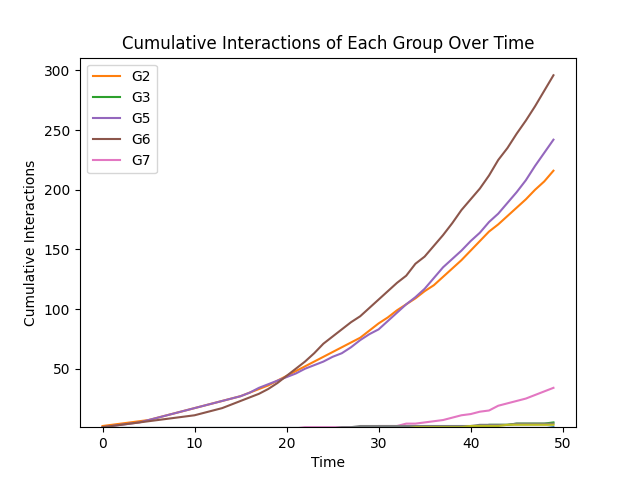 Cumulative Interactions of Each Group Over Time
G2
G3
G5
G6
G7
300
250
200
150
100
50
Cumulative Interactions
0 10 20 30 40 50
Time